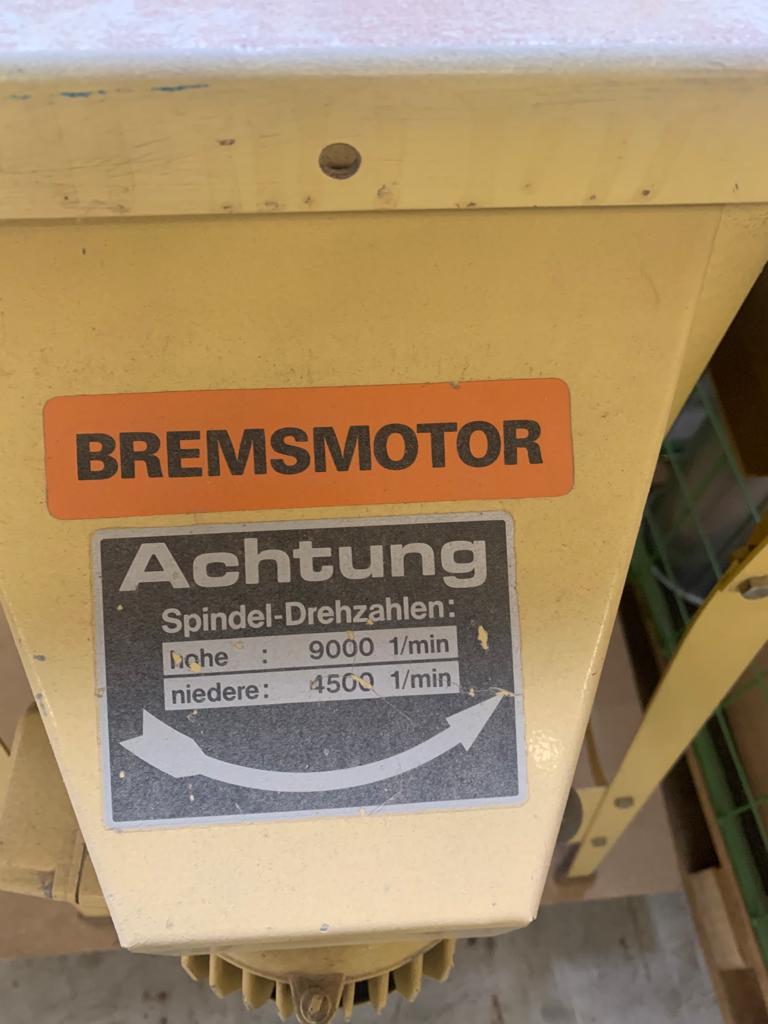 BREMSMOTOR
Achtung
Spindel-Drehzahlen:
hohe : 9000 1/min
niedere: 4500 1/min